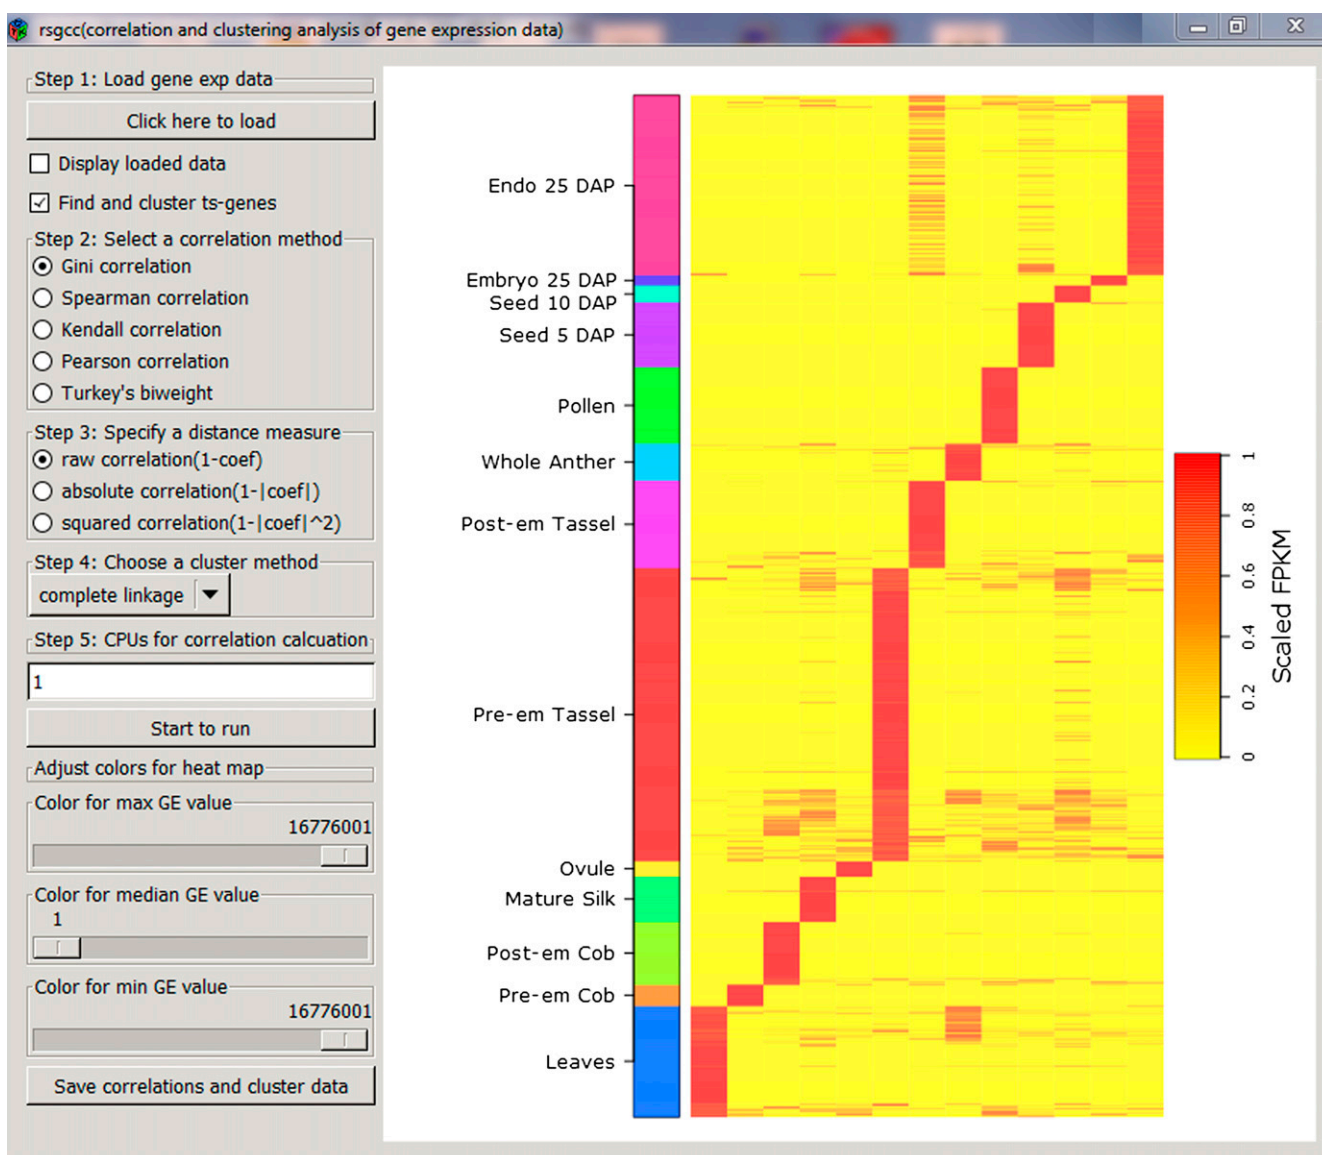 rsgcc(correlation and clustering analysis of gene expression data)
Step 1: Load gene exp data
Click here to load
Display loaded data
Find and cluster ts-genes
Step 2: Select a correlation method
Gini correlation
Spearman correlation
Kendall correlation
Pearson correlation
Turkey's biweight
Step 3: Specify a distance measure
raw correlation(1-coef)
absolute correlation(1-|coef|)
squared correlation(1-|coef|^2)
Step 4: Choose a cluster method
complete linkage
Step 5: CPUs for correlation calcuation
1
Start to run
Adjust colors for heat map
Color for max GE value
16776001
Color for median GE value
1
Color for min GE value
16776001
Save correlations and cluster data
Endo 25 DAP
Embryo 25 DAP
Seed 10 DAP
Seed 5 DAP
Pollen
Whole Anther
Post-em Tassel
Pre-em Tassel
Ovule
Mature Silk
Post-em Cob
Pre-em Cob
Leaves
1
0.8
0.6
0.4
0.2
0
Scaled FPKM